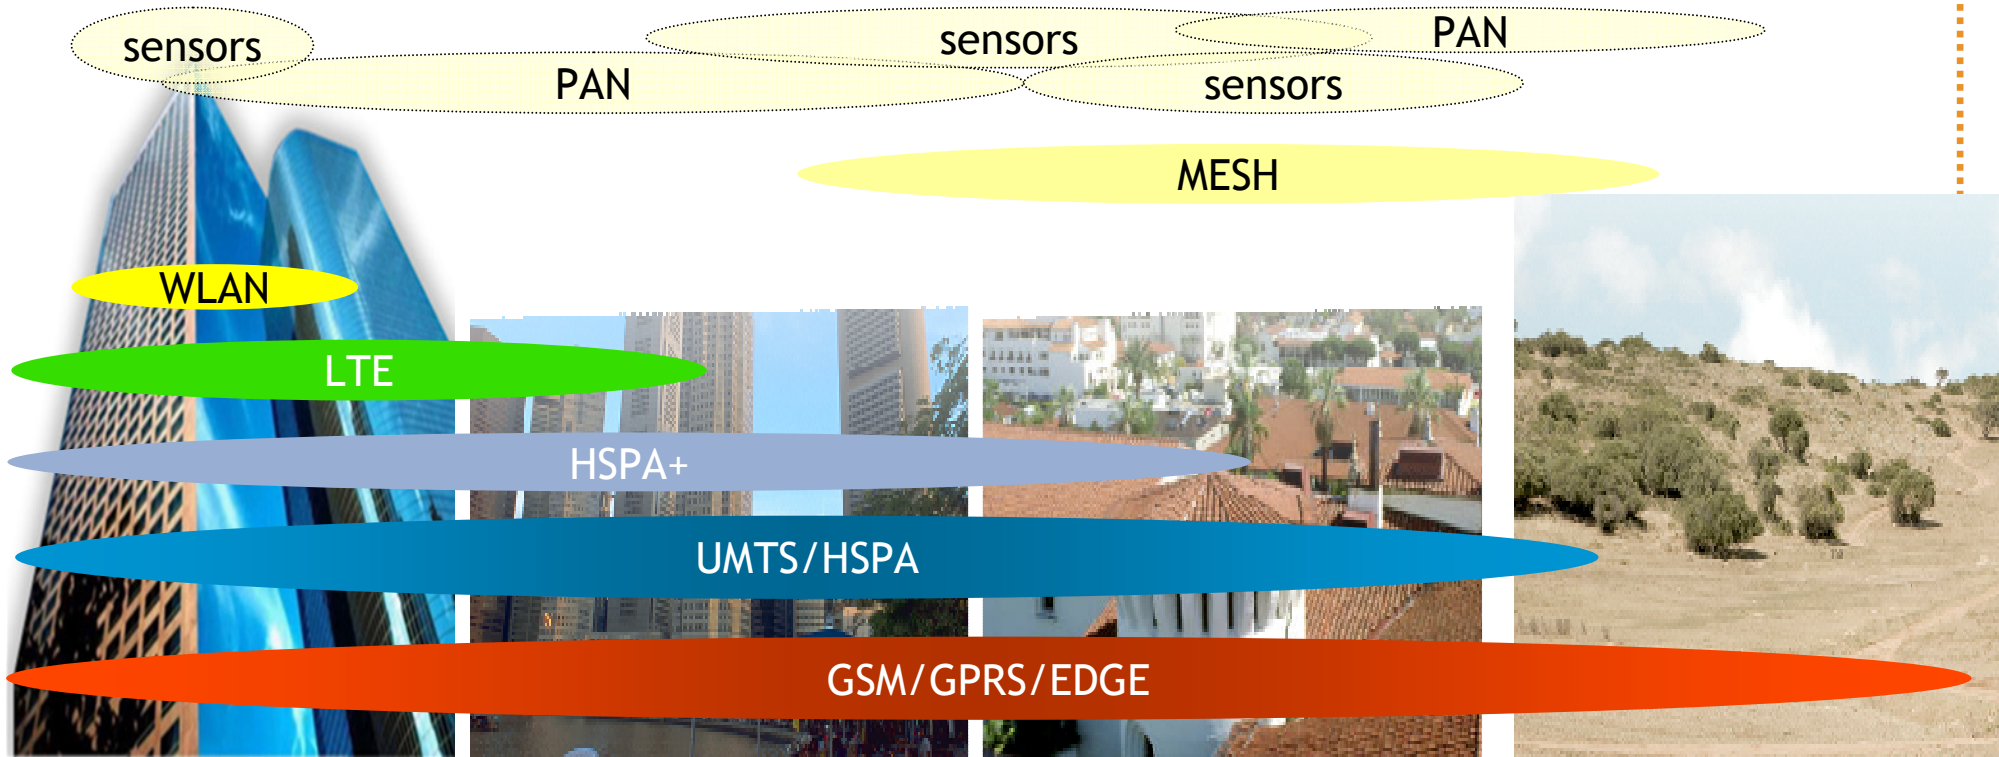 sensors
sensors
PAN
PAN
sensors
MESH
WLAN
LTE
HSPA+
UMTS/HSPA
GSM/GPRS/EDGE